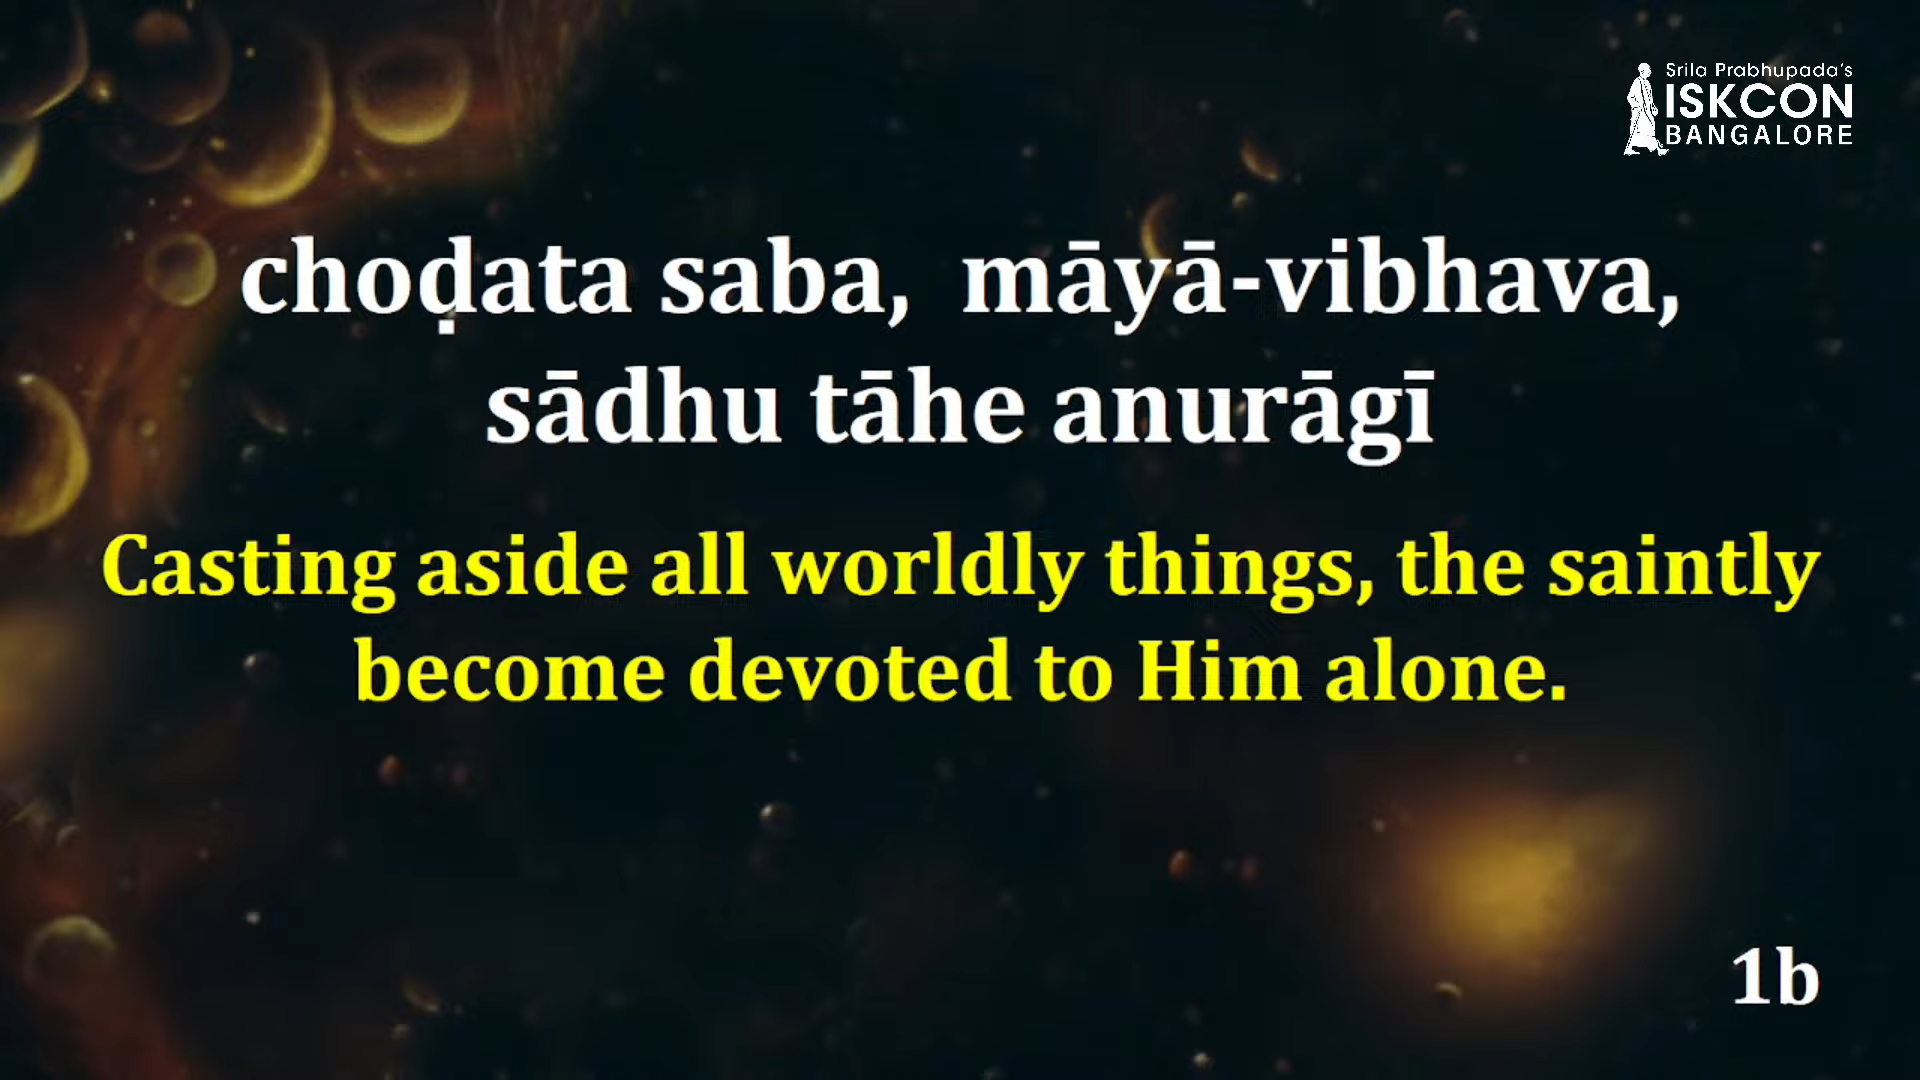 Srila Prabhupada's
ISKCON
BANGALORE
choḍata saba, māyā-vibhava,
sādhu tāhe anurāgī
Casting aside all worldly things, the saintly
become devoted to Him alone.
1b